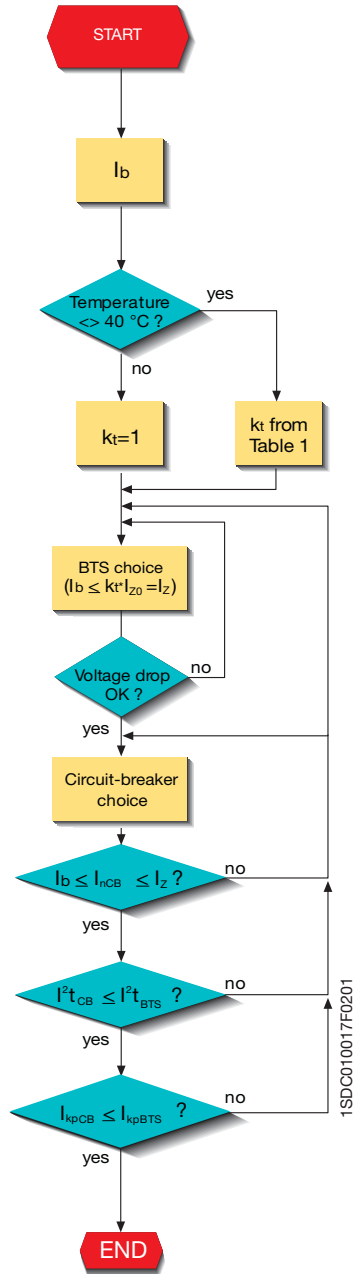 START
Ib
Temperature
<> 40 °C ?
yes
no
kt=1
kt from
Table 1
BTS choice
(Ib ≤ kt*IZ0 =IZ)
Voltage drop
OK ?
no
yes
Circuit-breaker
choice
Ib ≤ InCB ≤ IZ ?
no
yes
I²tCB ≤ I²tBTS ?
no
yes
IkpCB ≤ IkpBTS ?
no
yes
END
1SDC010017F0201